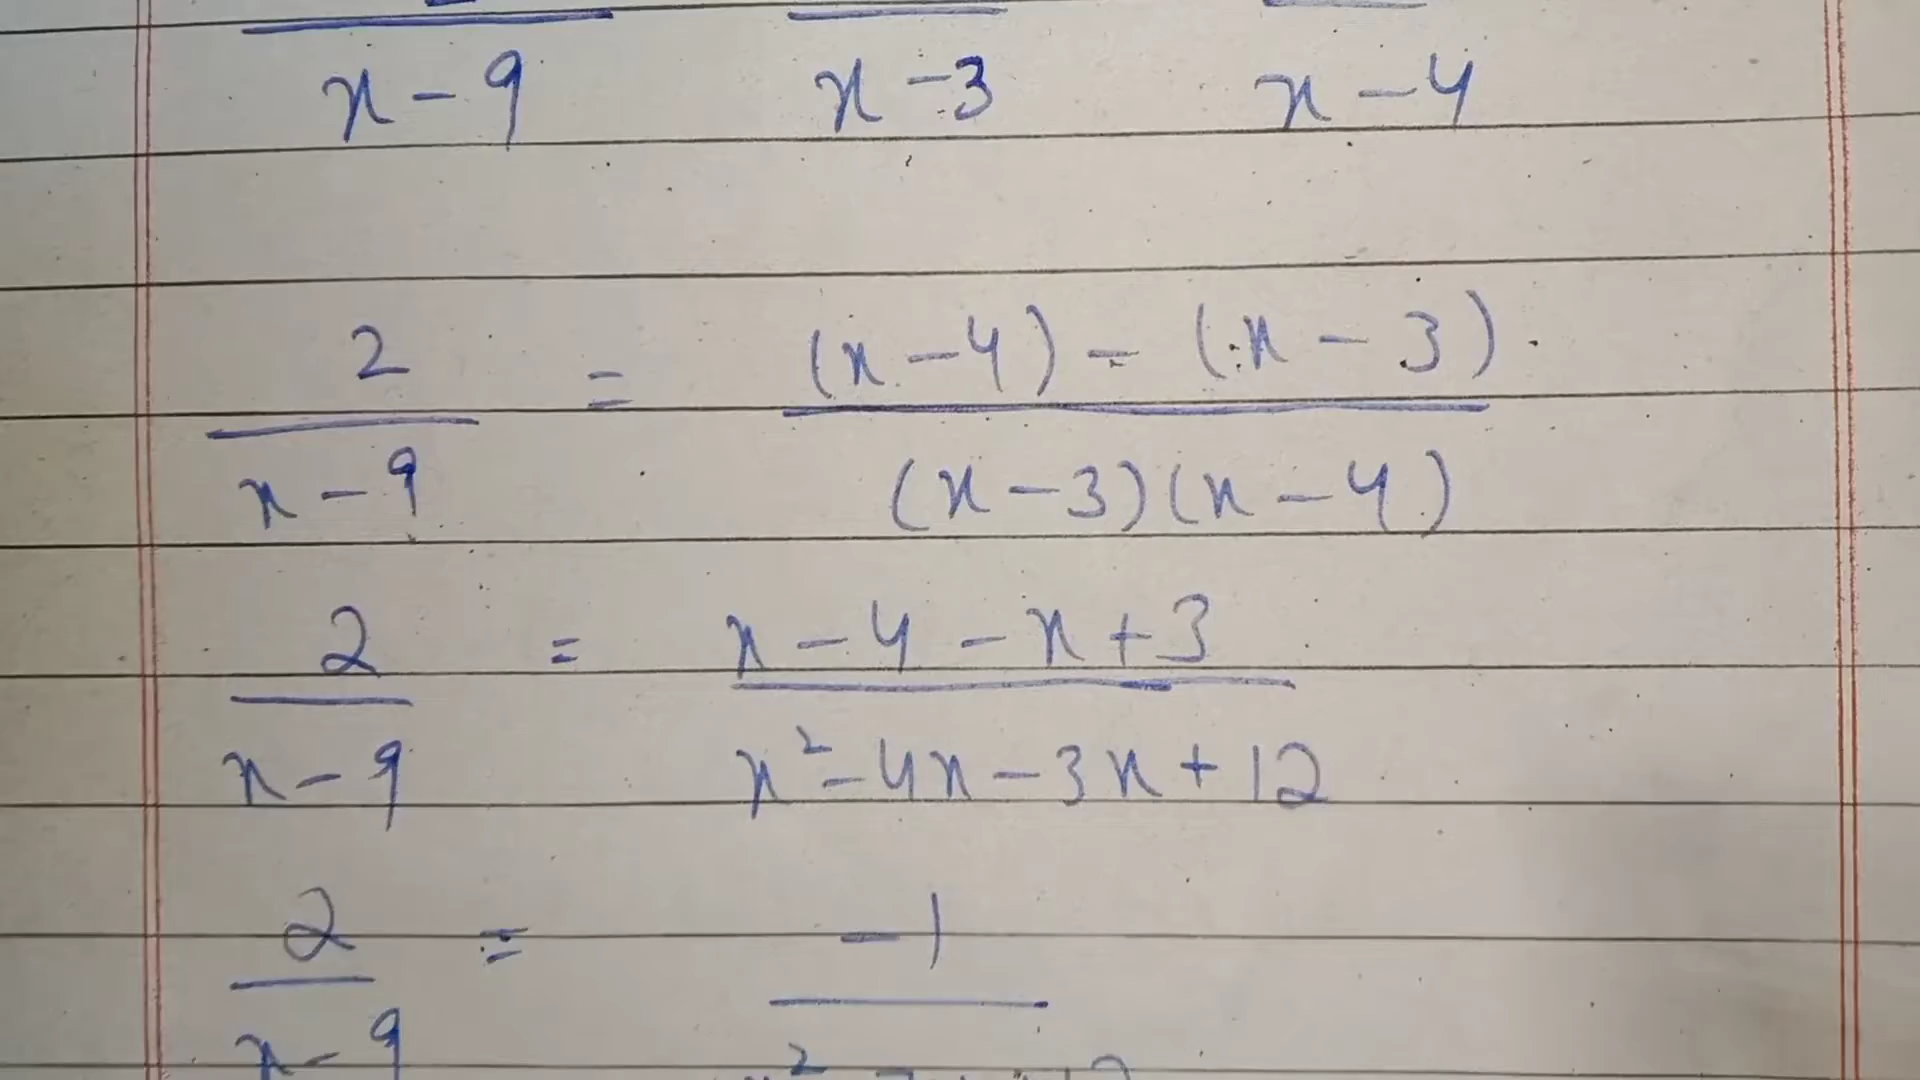 x - 9    x - 3    x - 4
2/(x - 9) = ((x - 4) - (x - 3))/((x - 3)(x - 4))
2/(x - 9) = (x - 4 - x + 3)/(x² - 4x - 3x + 12)
2/(x - 9) = -1